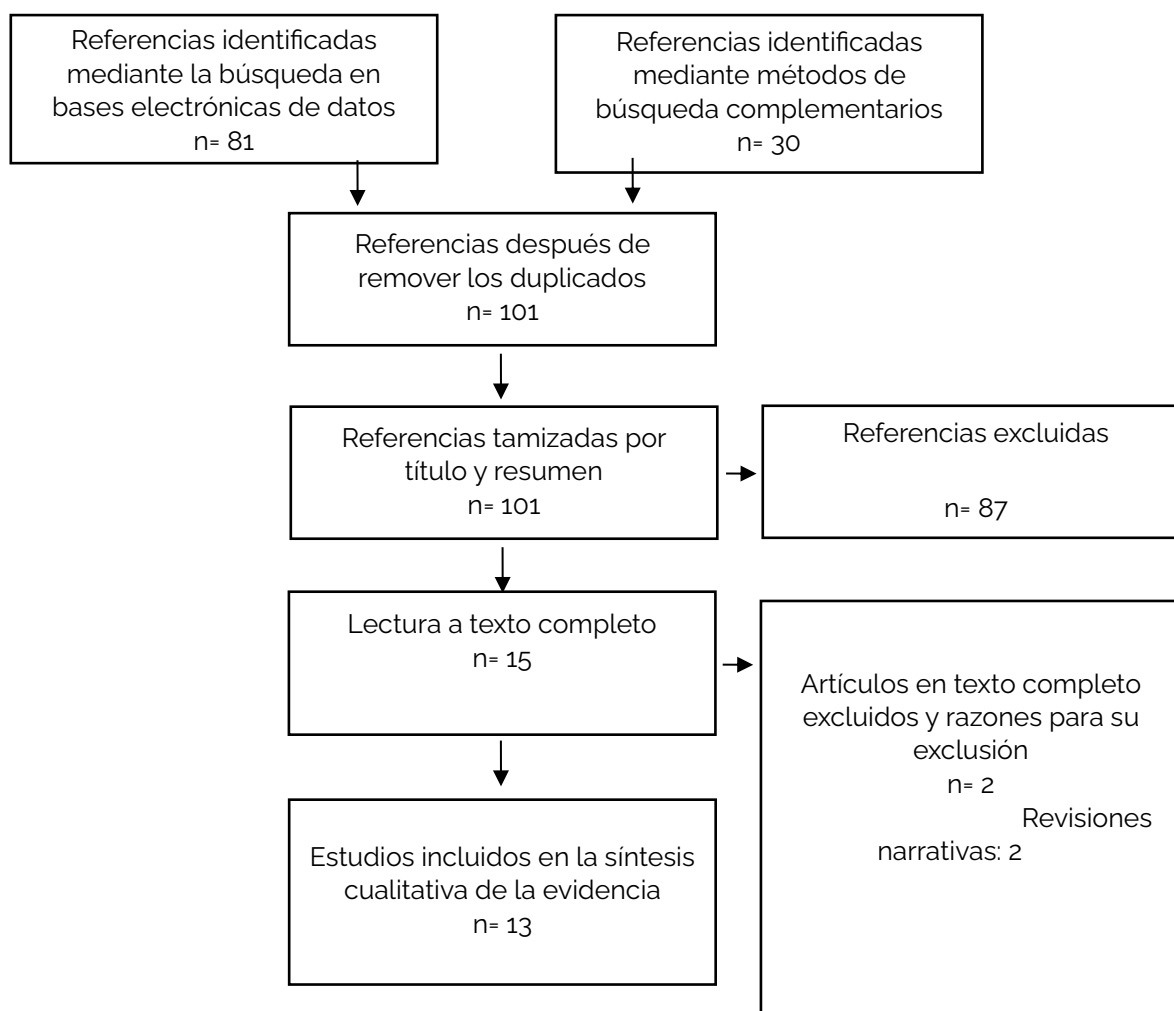 Referencias identificadas
mediante la búsqueda en
bases electrónicas de datos
n= 81
Referencias identificadas
mediante métodos de
búsqueda complementarios
n= 30
Referencias después de
remover los duplicados
n= 101
Referencias tamizadas por
título y resumen
n= 101
Referencias excluidas
n= 87
Lectura a texto completo
n= 15
Artículos en texto completo
excluidos y razones para su
exclusión
n= 2
Revisiones
narrativas: 2
Estudios incluidos en la síntesis
cualitativa de la evidencia
n= 13